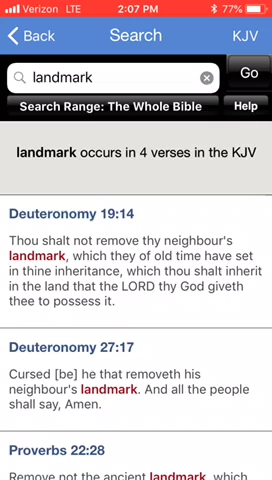 Verizon LTE 2:07 PM 77%
Back Search KJV
landmark Go
Search Range: The Whole Bible Help
landmark occurs in 4 verses in the KJV
Deuteronomy 19:14
Thou shalt not remove thy neighbour's
landmark, which they of old time have set
in thine inheritance, which thou shalt inherit
in the land that the LORD thy God giveth
thee to possess it.
Deuteronomy 27:17
Cursed [be] he that removeth his
neighbour's landmark. And all the people
shall say, Amen.
Proverbs 22:28
Remove not the ancient landmark, which